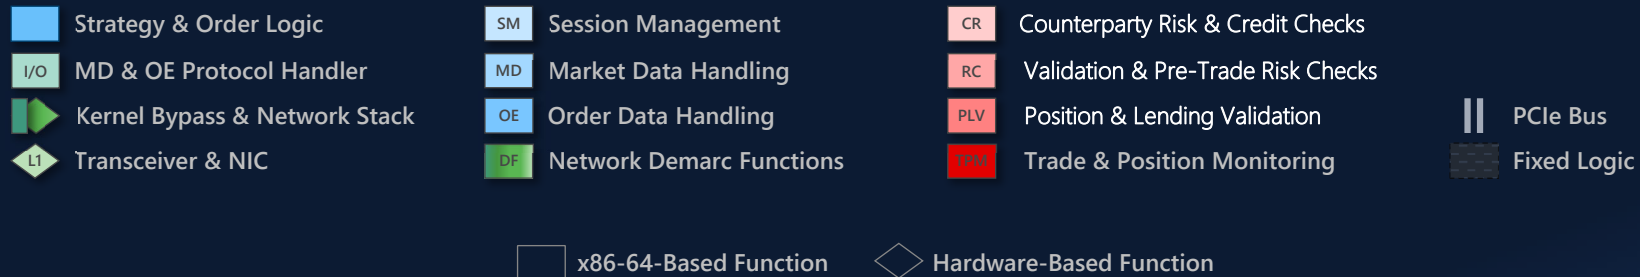 Strategy & Order Logic
I/O MD & OE Protocol Handler
Kernel Bypass & Network Stack
L1 Transceiver & NIC
SM Session Management
MD Market Data Handling
OE Order Data Handling
DF Network Demarc Functions
CR Counterparty Risk & Credit Checks
RC Validation & Pre-Trade Risk Checks
PLV Position & Lending Validation
TPM Trade & Position Monitoring
PCIe Bus
Fixed Logic
x86-64-Based Function
Hardware-Based Function